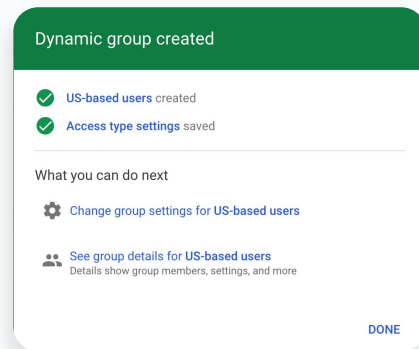 Dynamic group created
US-based users created
Access type settings saved
What you can do next
Change group settings for US-based users
See group details for US-based users
Details show group members, settings, and more
DONE